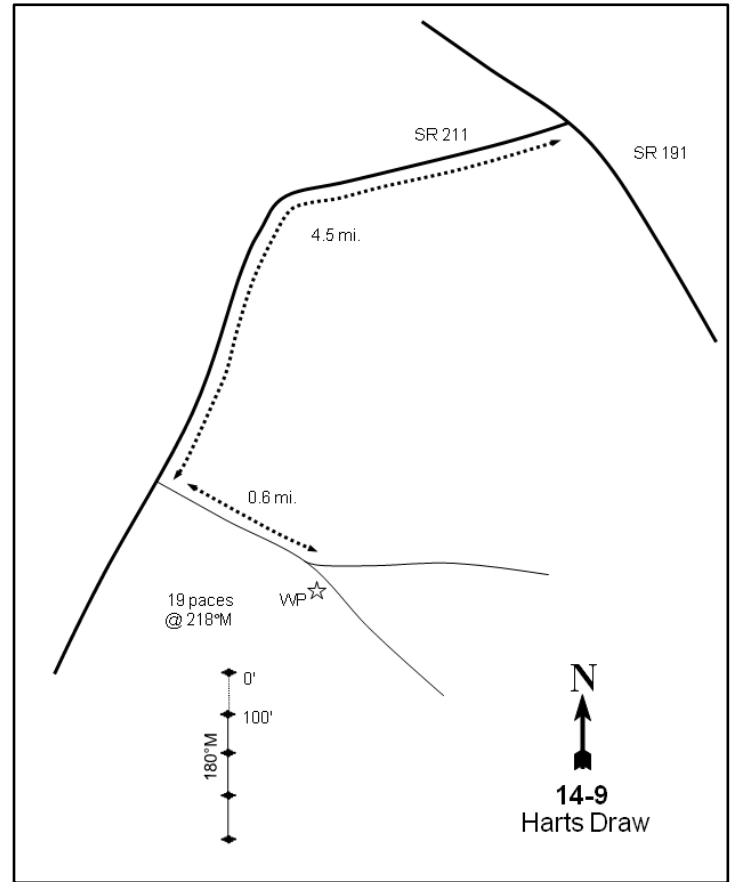 SR 211
SR 191
4.5 mi.
0.6 mi.
19 paces
@ 218°M
WP
0'
100'
180°M
N
14-9
Harts Draw